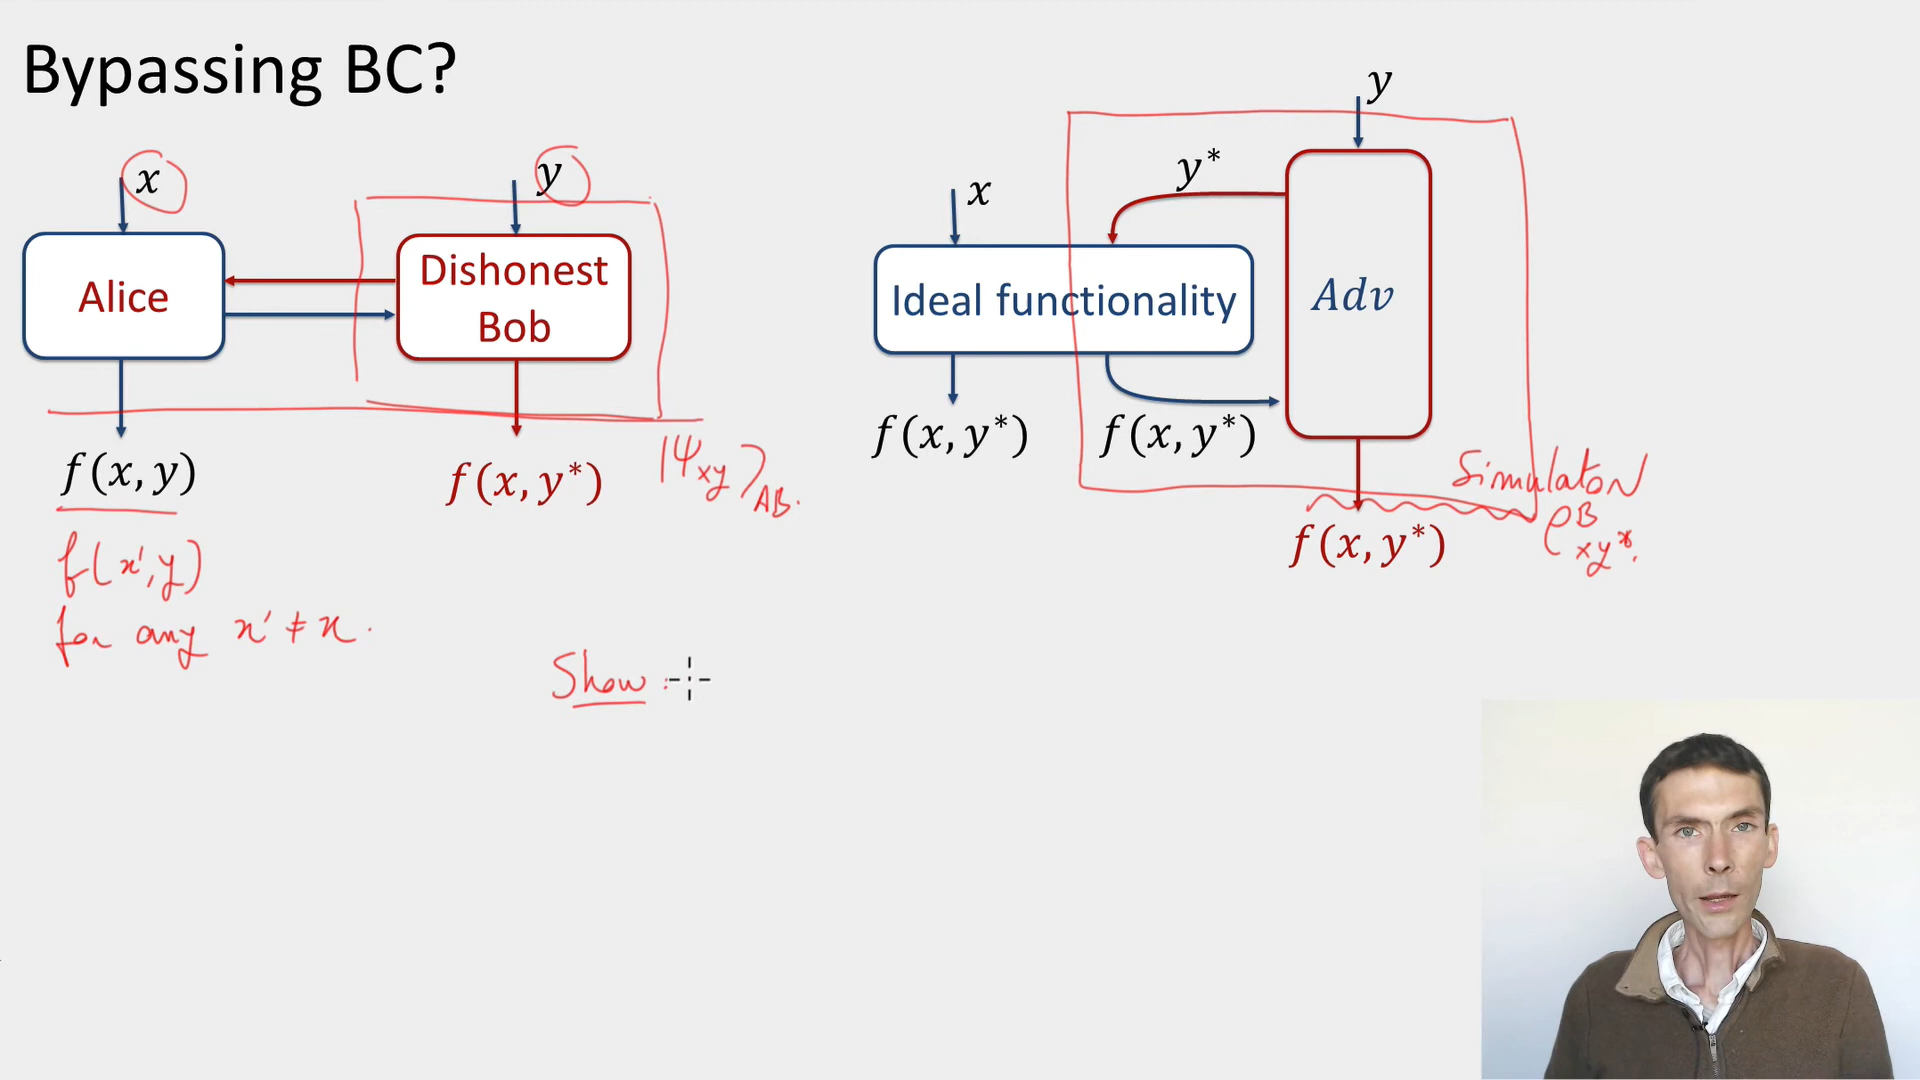 Bypassing BC?
x
y
Alice
Dishonest
Bob
f(x, y)
f(x, y*)
|Ψxy⟩AB.
f(x', y)
for any x' ≠ x.
Show :
y
y*
x
Ideal functionality
Adv
f(x, y*)
f(x, y*)
Simulator
ρBxy*.
f(x, y*)